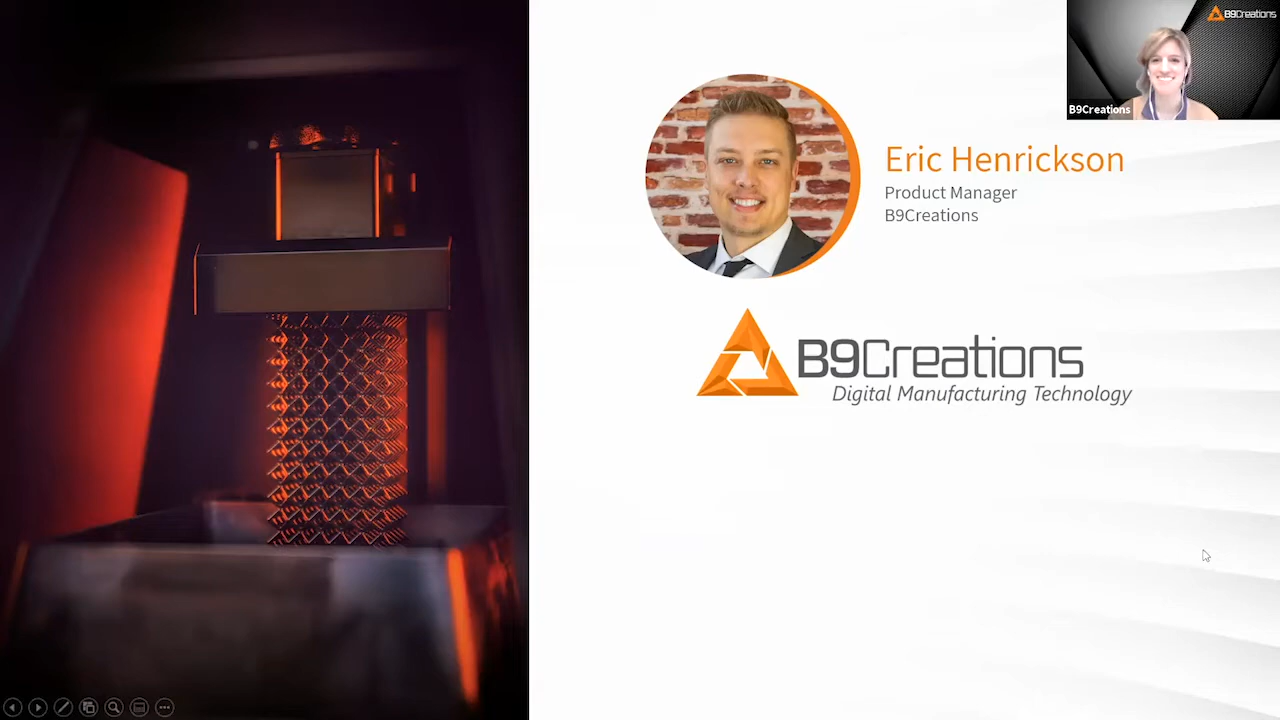 B9Creations
B9Creations
Eric Henrickson
Product Manager
B9Creations
B9Creations
Digital Manufacturing Technology